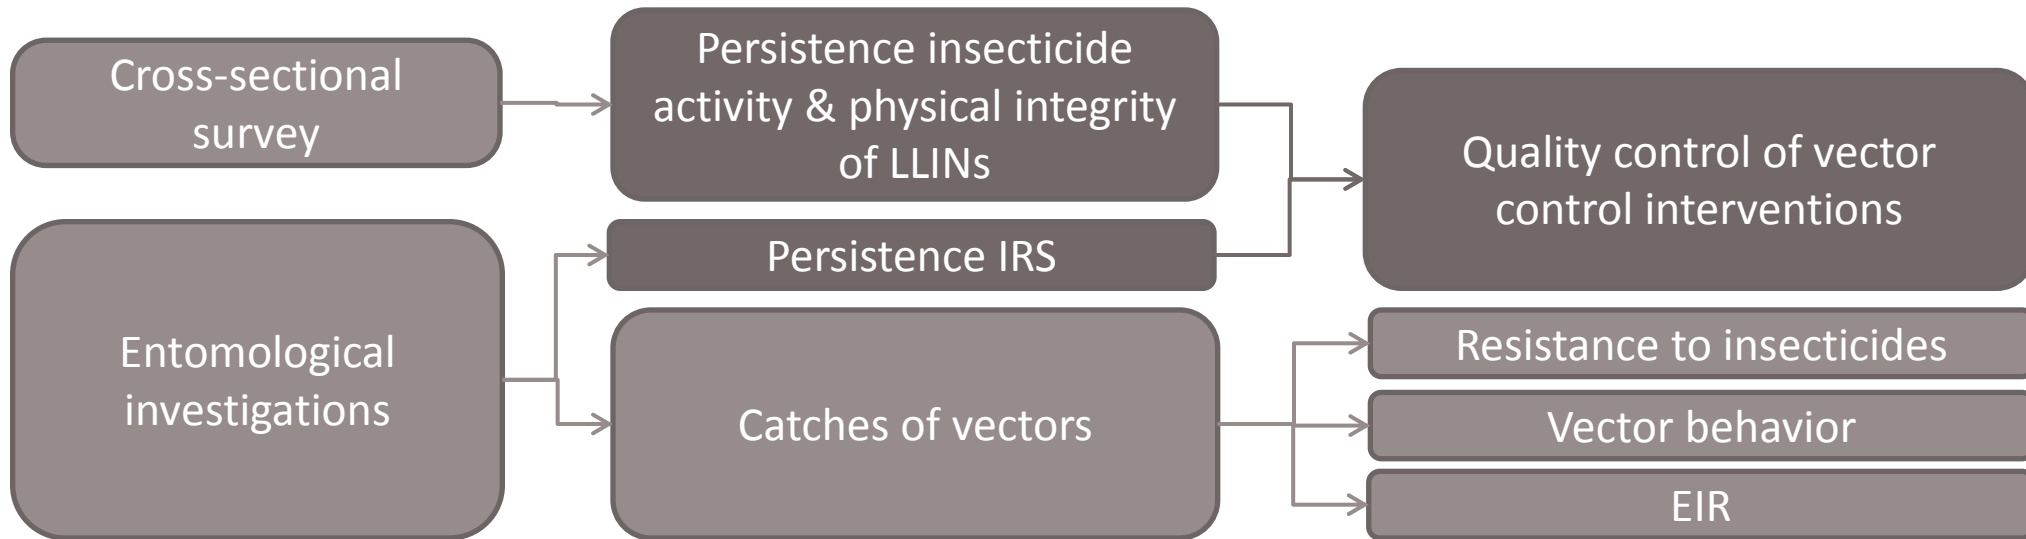 Cross-sectional
survey
Persistence insecticide
activity & physical integrity
of LLINs
Quality control of vector
control interventions
Persistence IRS
Entomological
investigations
Catches of vectors
Resistance to insecticides
Vector behavior
EIR